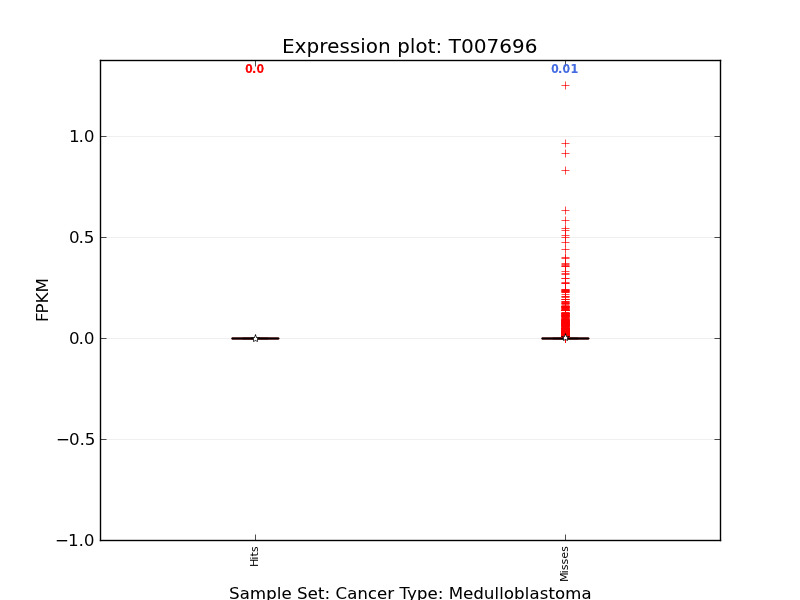 Expression plot: T007696
0.0 0.01
1.0
0.5
0.0
−0.5
−1.0
FPKM
Hits Misses
Sample Set: Cancer Type: Medulloblastoma